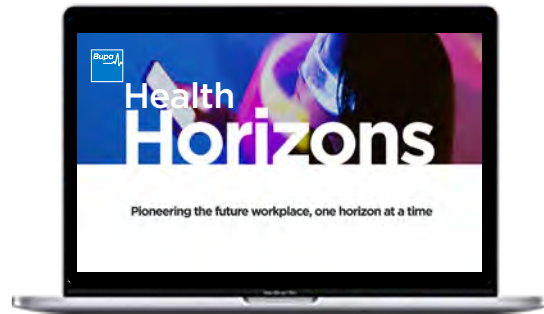 Bupa
Health
Horizons
Pioneering the future workplace, one horizon at a time